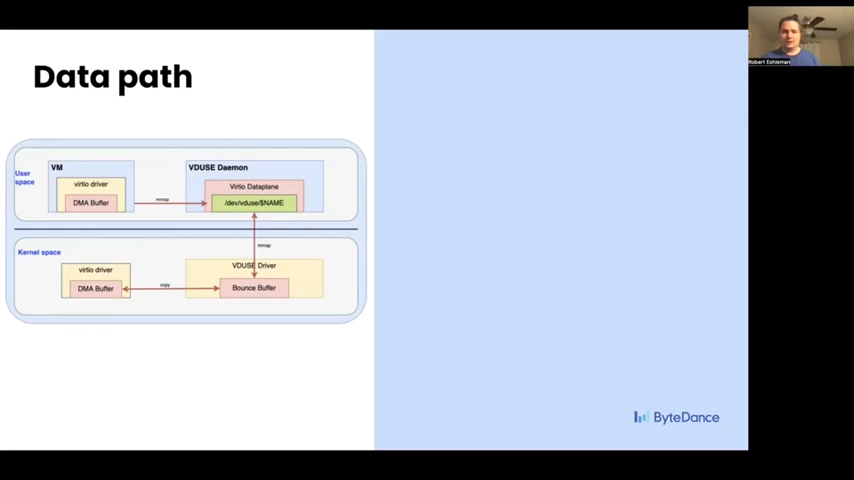 Robert Eshleman
Data path
User
space
VM
virtio driver
DMA Buffer
mmap
VDUSE Daemon
Virtio Dataplane
/dev/vduse/$NAME
mmap
Kernel space
virtio driver
DMA Buffer
copy
VDUSE Driver
Bounce Buffer
ByteDance